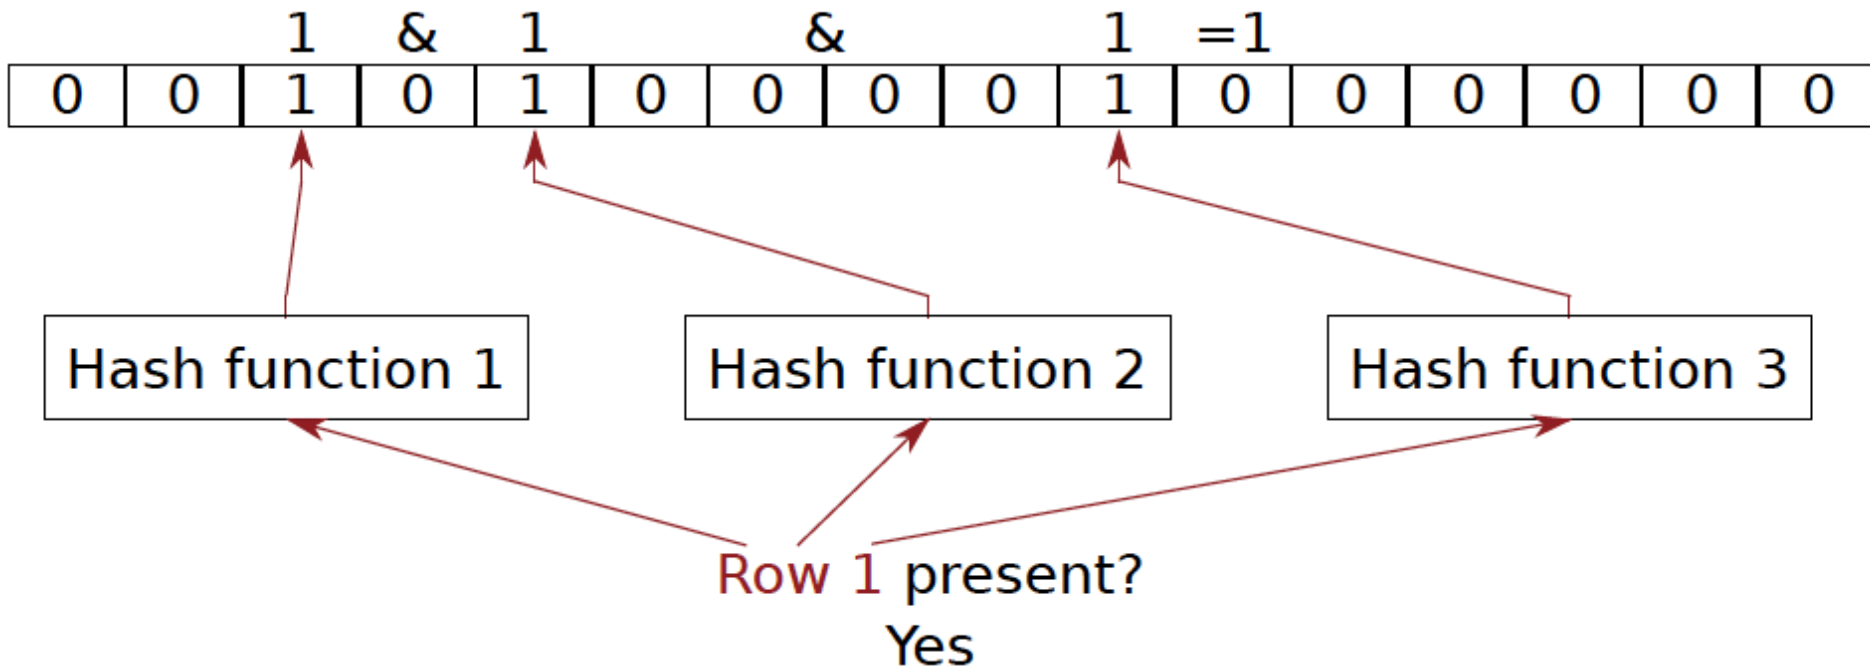 1 & 1 & 1 =1
0 0 1 0 1 0 0 0 0 1 0 0 0 0 0 0
Hash function 1 Hash function 2 Hash function 3
Row 1 present?
Yes